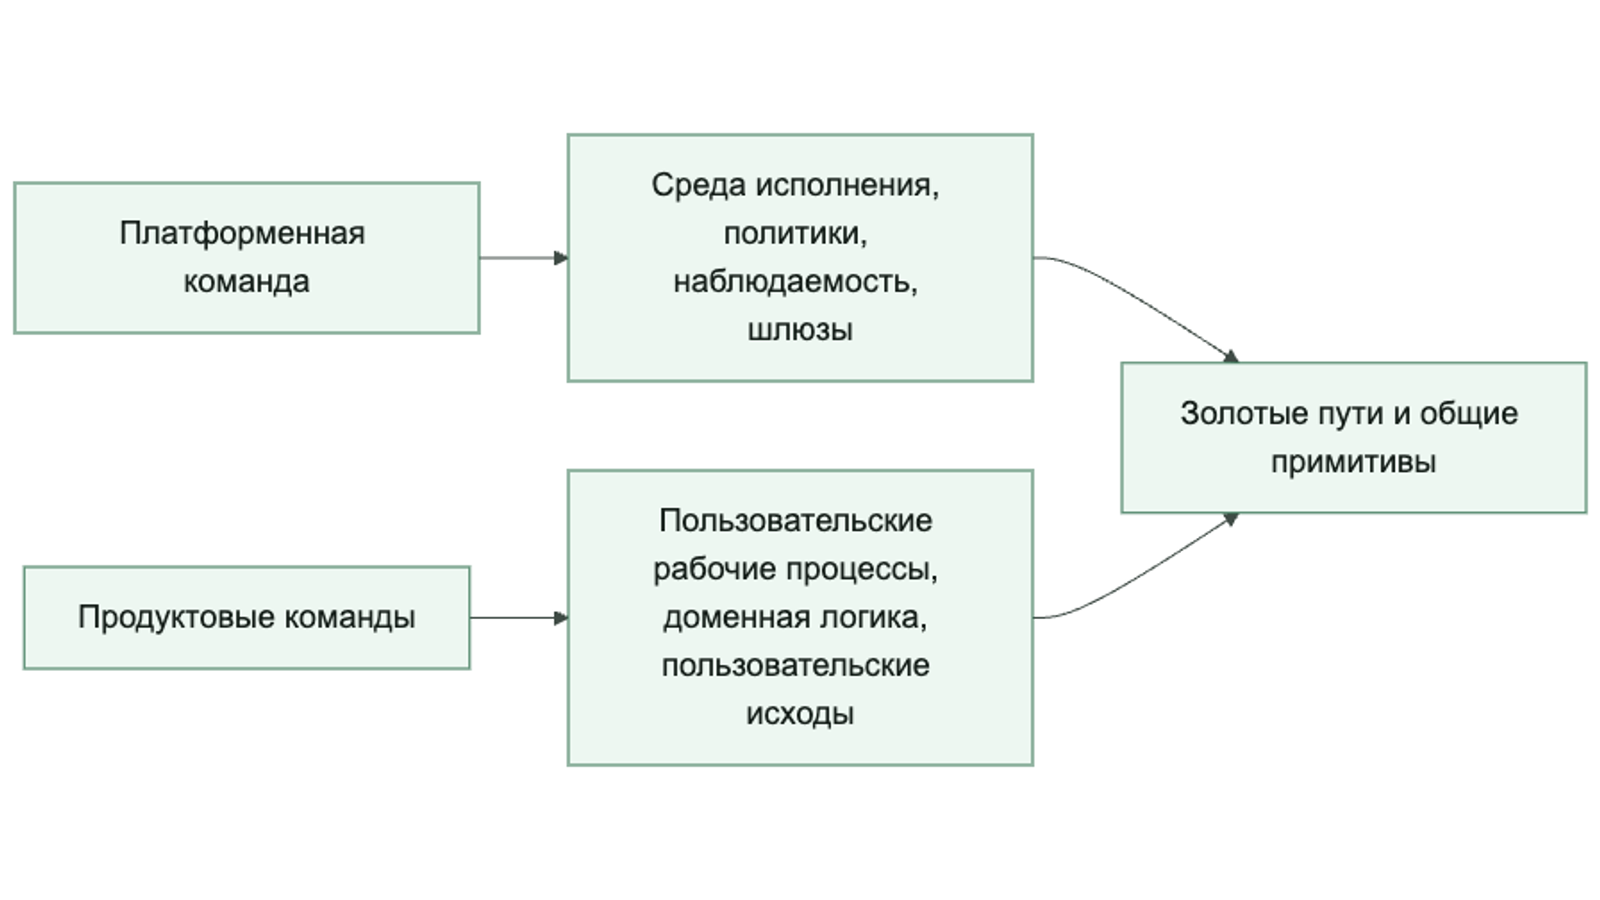 Платформенная
команда
Среда исполнения,
политики,
наблюдаемость,
шлюзы
Продуктовые команды
Пользовательские
рабочие процессы,
доменная логика,
пользовательские
исходы
Золотые пути и общие
примитивы